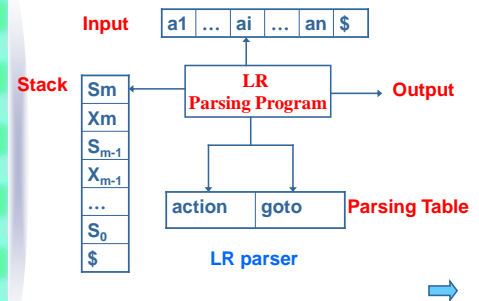 Input a1 … ai … an $
Stack
Sm
Xm
Sm-1
Xm-1
…
S0
$
LR
Parsing Program
Output
action goto
Parsing Table
LR parser